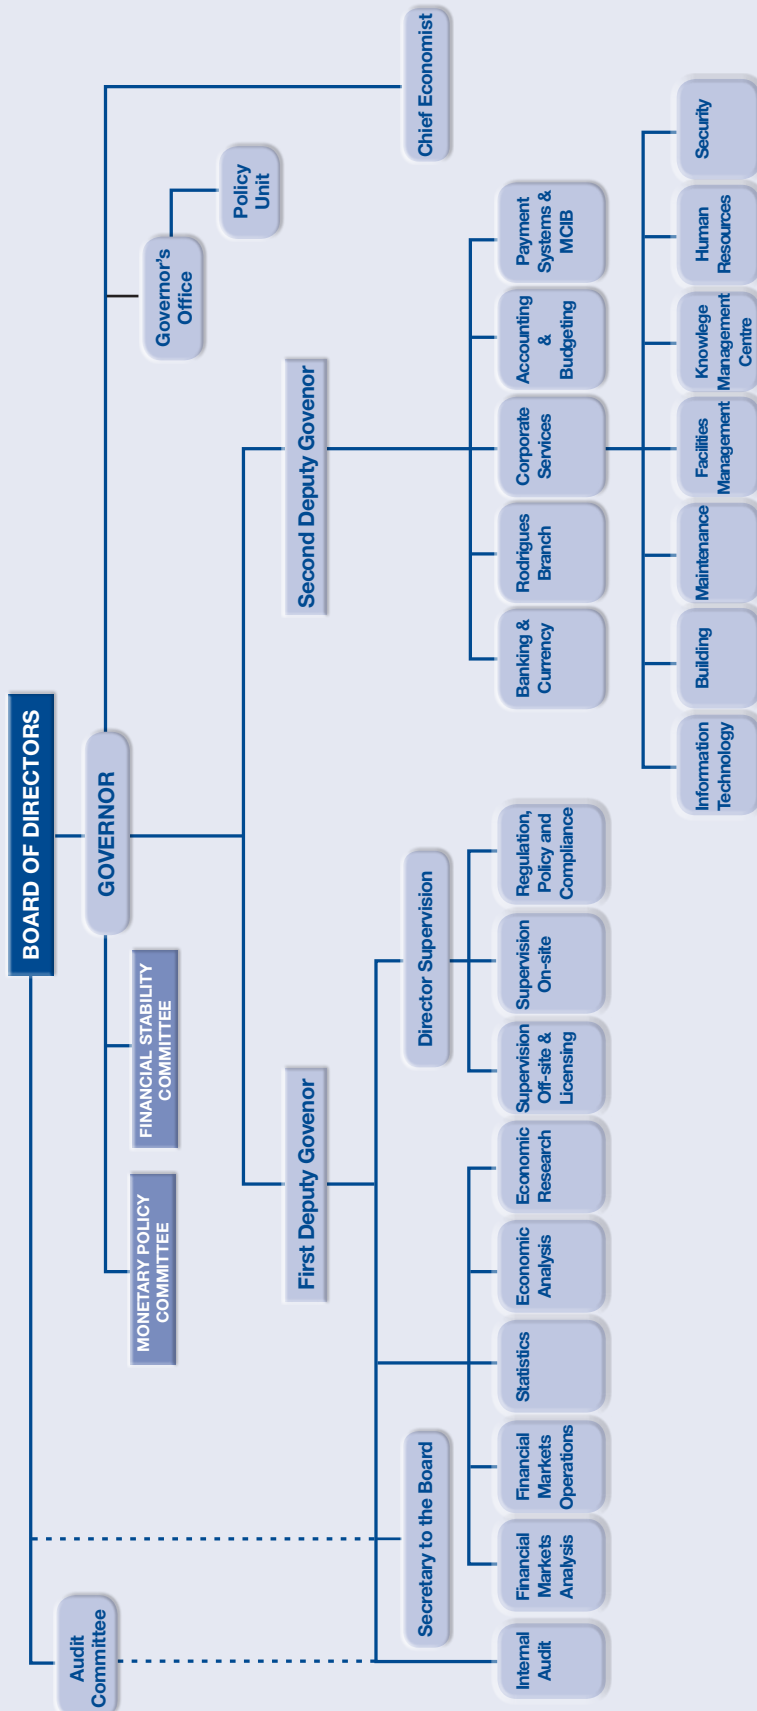 BOARD OF DIRECTORS
Audit
Committee
GOVERNOR
MONETARY POLICY
COMMITTEE
FINANCIAL STABILITY
COMMITTEE
Governor's
Office
Policy
Unit
First Deputy Govenor
Second Deputy Govenor
Secretary to the Board
Director Supervision
Chief Economist
Internal
Audit
Financial
Markets
Analysis
Financial
Markets
Operations
Statistics
Economic
Analysis
Economic
Research
Supervision
Off-site &
Licensing
Supervision
On-site
Regulation,
Policy and
Compliance
Banking &
Currency
Rodrigues
Branch
Corporate
Services
Accounting
&
Budgeting
Payment
Systems &
MCIB
Information
Technology
Building
Maintenance
Facilities
Management
Knowlege
Management
Centre
Human
Resources
Security